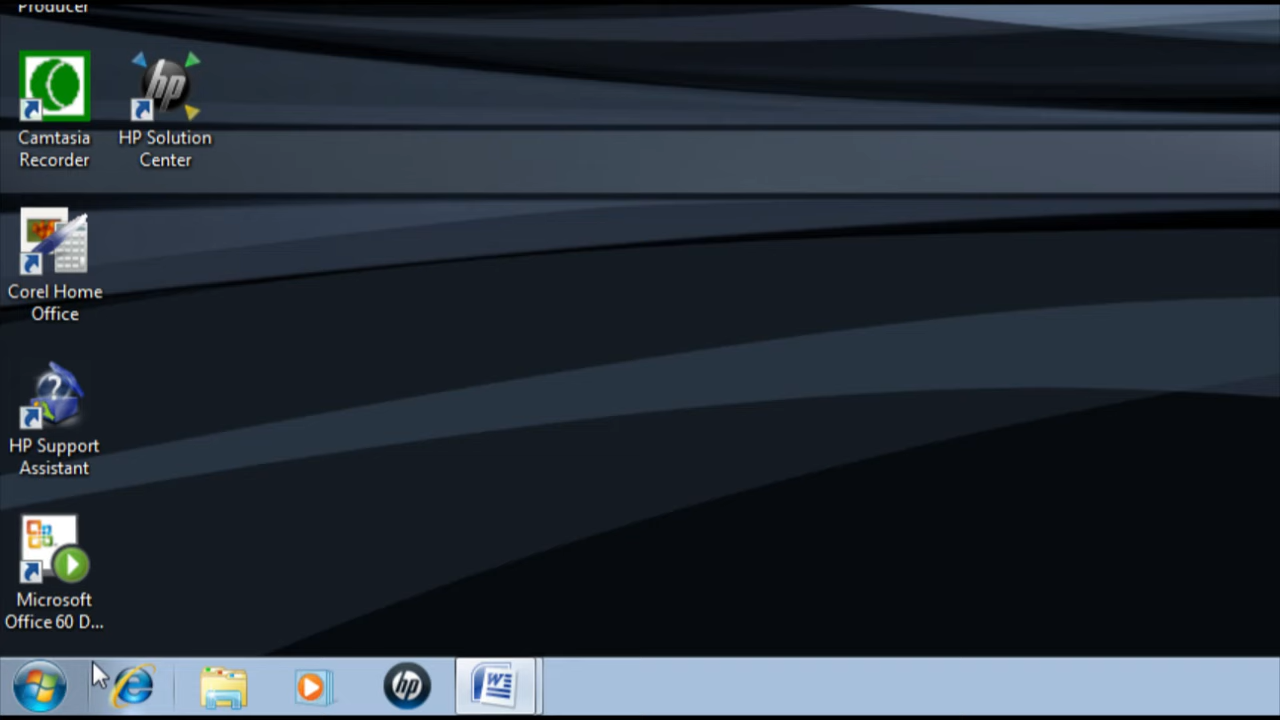 Producer
Camtasia
Recorder
HP Solution
Center
Corel Home
Office
HP Support
Assistant
Microsoft
Office 60 D...